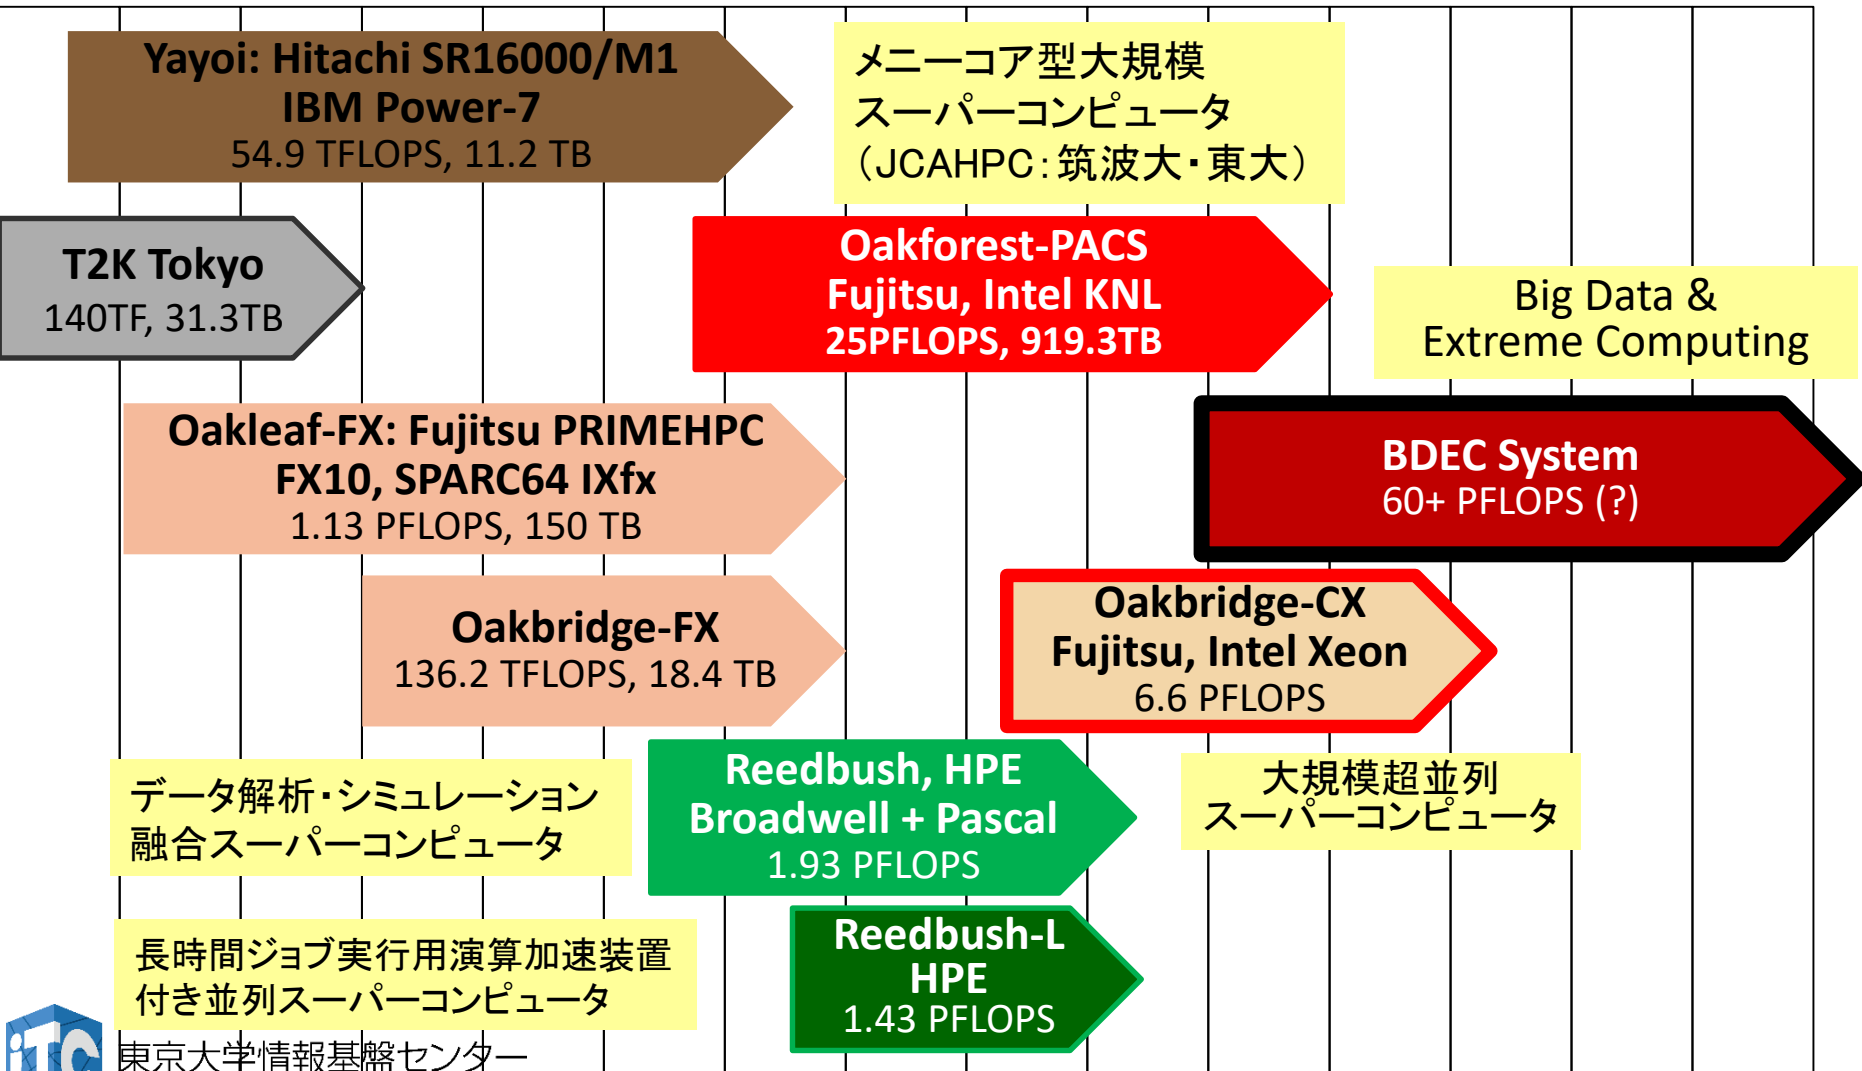 Yayoi: Hitachi SR16000/M1
IBM Power-7
54.9 TFLOPS, 11.2 TB
メニーコア型大規模
スーパーコンピュータ
(JCAHPC:筑波大・東大)
T2K Tokyo
140TF, 31.3TB
Oakforest-PACS
Fujitsu, Intel KNL
25PFLOPS, 919.3TB
Big Data &
Extreme Computing
Oakleaf-FX: Fujitsu PRIMEHPC
FX10, SPARC64 IXfx
1.13 PFLOPS, 150 TB
BDEC System
60+ PFLOPS (?)
Oakbridge-FX
136.2 TFLOPS, 18.4 TB
Oakbridge-CX
Fujitsu, Intel Xeon
6.6 PFLOPS
データ解析・シミュレーション
融合スーパーコンピュータ
Reedbush, HPE
Broadwell + Pascal
1.93 PFLOPS
大規模超並列
スーパーコンピュータ
長時間ジョブ実行用演算加速装置
付き並列スーパーコンピュータ
Reedbush-L
HPE
1.43 PFLOPS
iTC
東京大学情報基盤センター